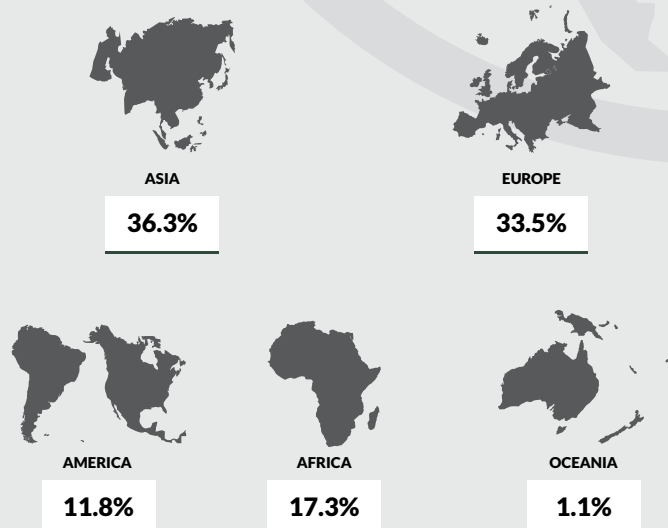 ASIA
36.3%
EUROPE
33.5%
AMERICA
11.8%
AFRICA
17.3%
OCEANIA
1.1%